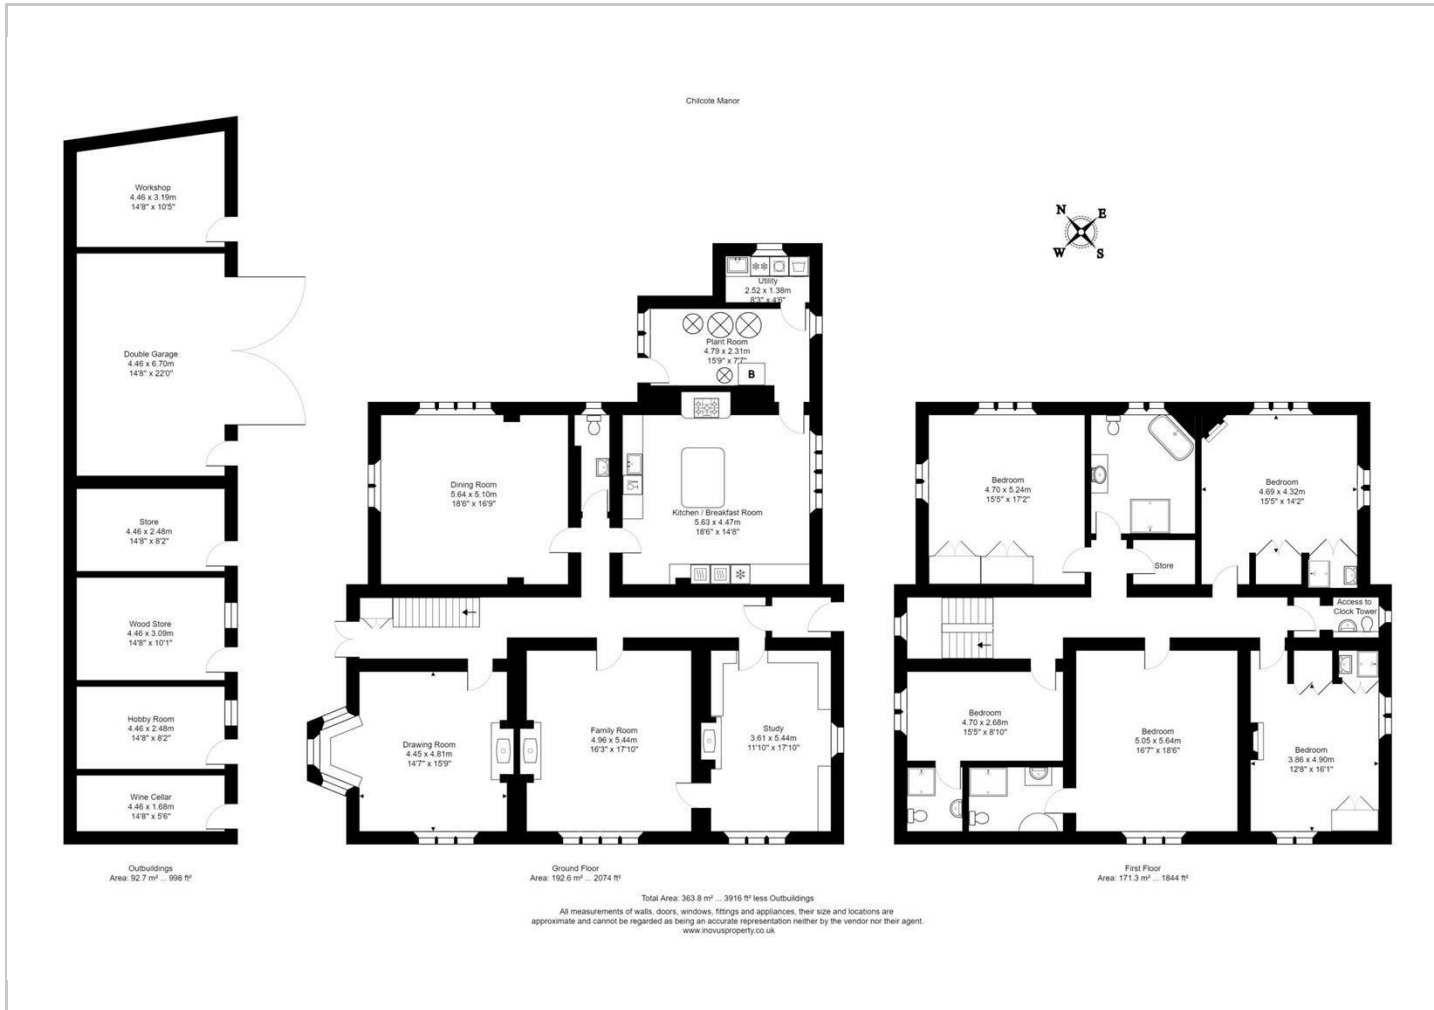 Chilcote Manor
N
E
W
S
Workshop
4.46 x 3.19m
14'8" x 10'5"
Double Garage
4.46 x 6.70m
14'8" x 22'0"
Store
4.46 x 2.48m
14'8" x 8'2"
Wood Store
4.46 x 3.09m
14'8" x 10'1"
Hobby Room
4.46 x 2.48m
14'8" x 8'2"
Wine Cellar
4.46 x 1.68m
14'8" x 5'6"
Outbuildings
Area: 92.7 m² ... 998 ft²
Utility
2.52 x 1.38m
8'3" x 4'6"
Plant Room
4.79 x 2.31m
15'9" x 7'7"
B
Dining Room
5.64 x 5.10m
18'6" x 16'9"
Kitchen / Breakfast Room
5.63 x 4.47m
18'6" x 14'8"
Drawing Room
4.45 x 4.81m
14'7" x 15'9"
Family Room
4.96 x 5.44m
16'3" x 17'10"
Study
3.61 x 5.44m
11'10" x 17'10"
Ground Floor
Area: 192.6 m² ... 2074 ft²
Bedroom
4.70 x 5.24m
15'5" x 17'2"
Bedroom
4.69 x 4.32m
15'5" x 14'2"
Store
Access to
Clock Tower
Bedroom
4.70 x 2.68m
15'5" x 8'10"
Bedroom
5.05 x 5.64m
16'7" x 18'6"
Bedroom
3.86 x 4.90m
12'8" x 16'1"
First Floor
Area: 171.3 m² ... 1844 ft²
Total Area: 363.8 m² ... 3916 ft² less Outbuildings
All measurements of walls, doors, windows, fittings and appliances, their size and locations are
approximate and cannot be regarded as being an accurate representation neither by the vendor nor their agent.
www.inovusproperty.co.uk